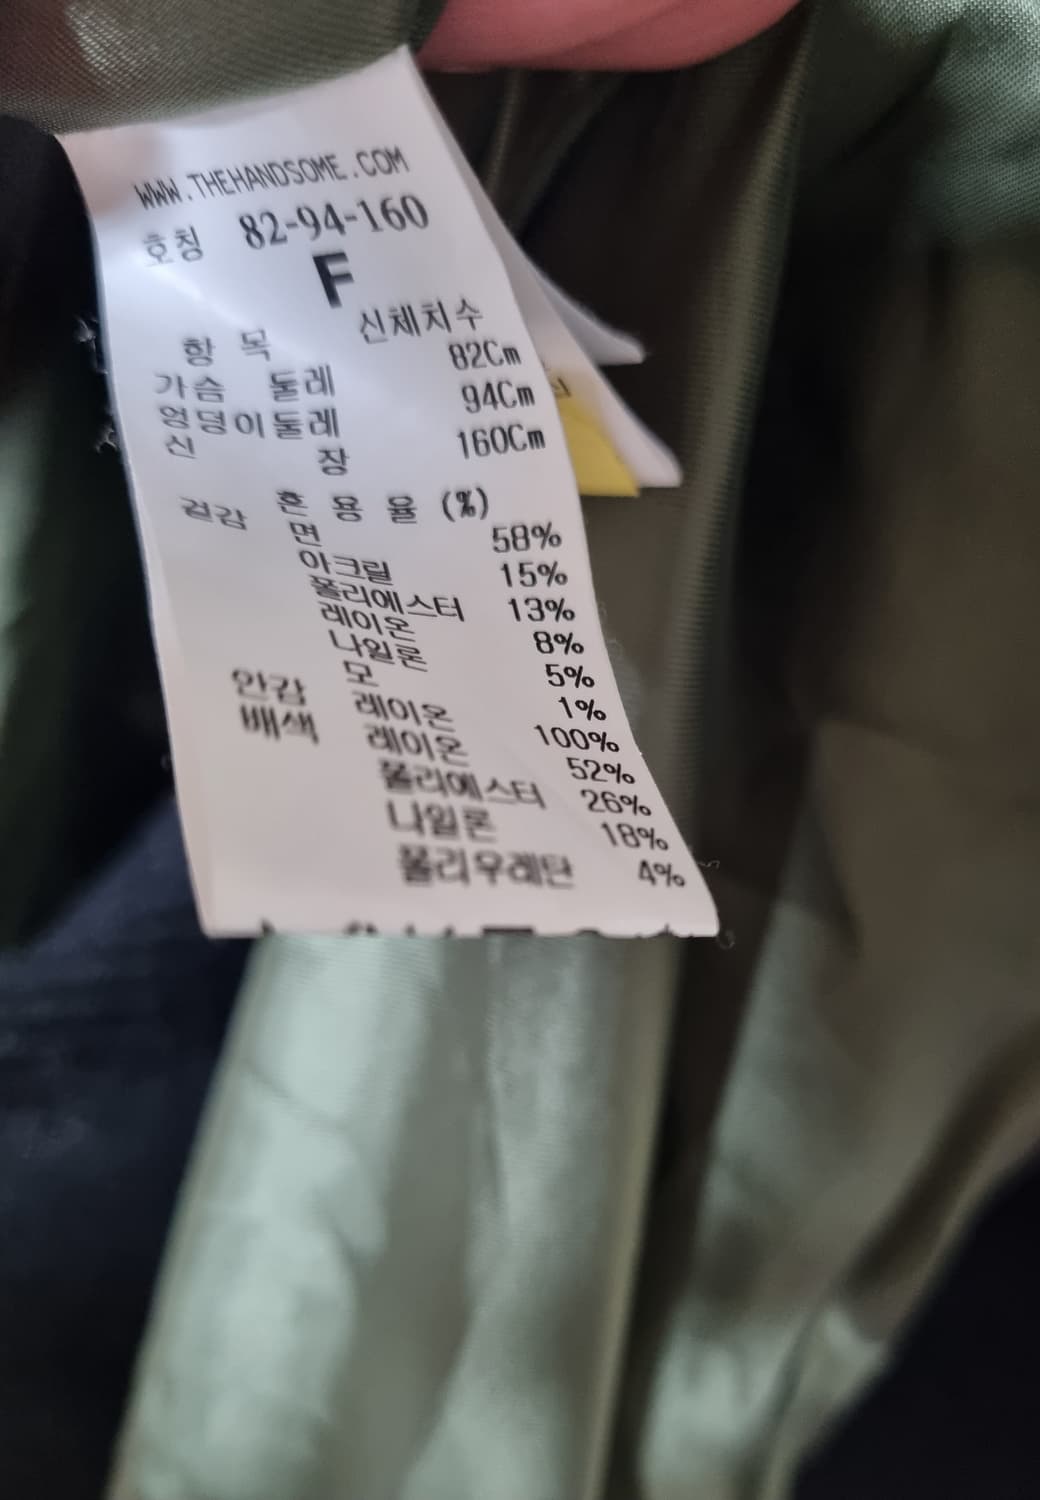 WWW.THEHANDSOME.COM
호칭 82-94-160
F
항 목 신체치수
가슴 둘레 82Cm
엉덩이둘레 94Cm
신 장 160Cm
혼 용 율 (%)
겉감 면 58%
아크릴 15%
폴리에스터 13%
레이온 8%
나일론 5%
모 1%
안감 레이온 100%
배색 레이온 52%
폴리에스터 26%
나일론 18%
폴리우레탄 4%